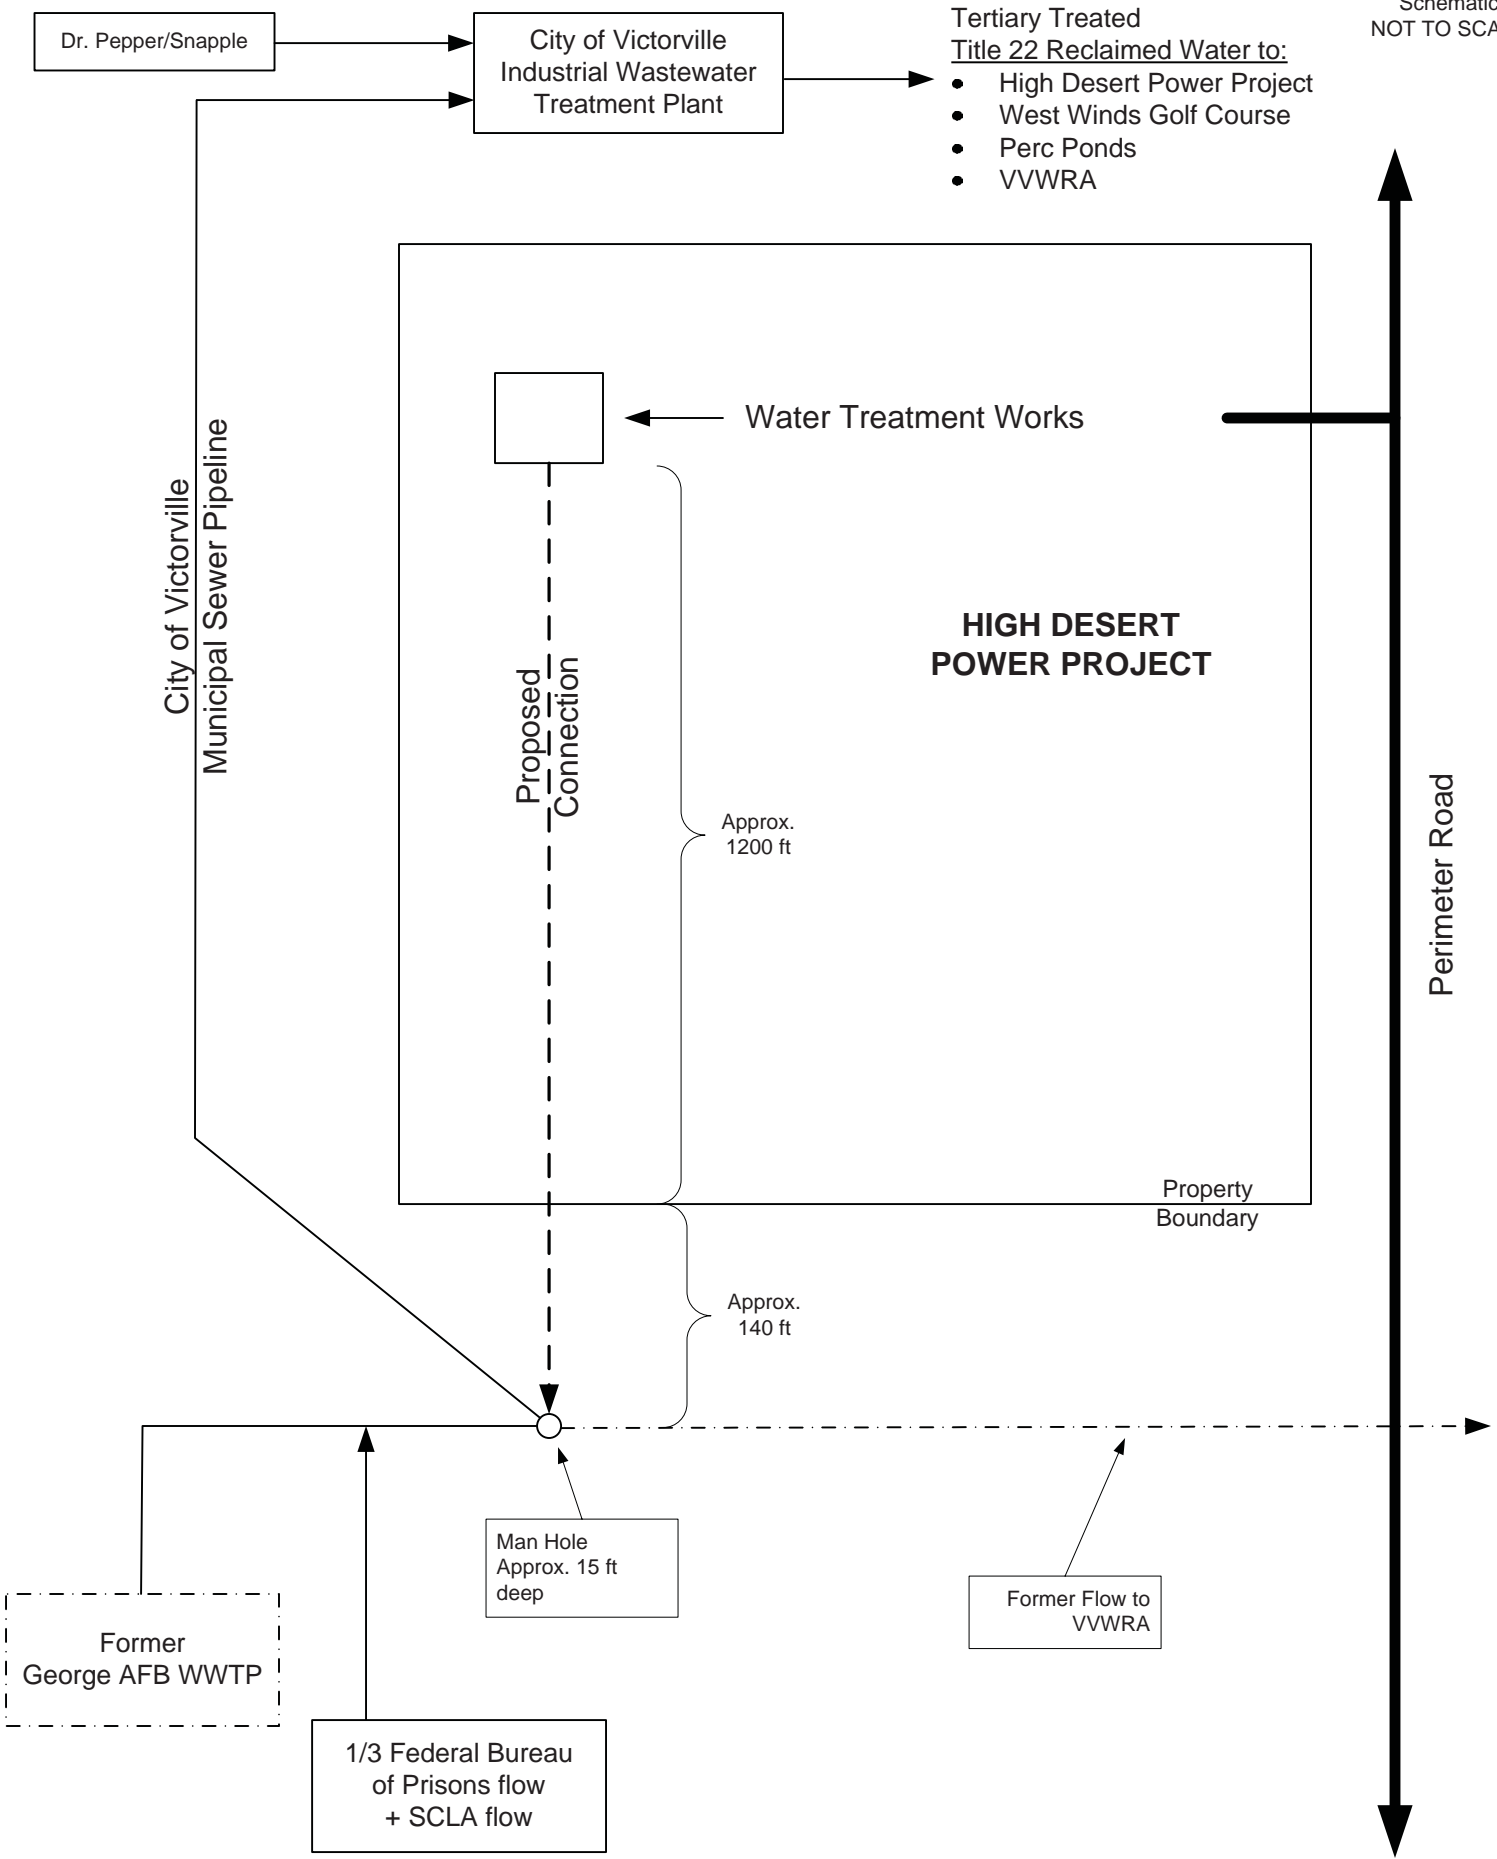 Schematic
NOT TO SCA
Dr. Pepper/Snapple
City of Victorville
Industrial Wastewater
Treatment Plant
Tertiary Treated
Title 22 Reclaimed Water to:
• High Desert Power Project
• West Winds Golf Course
• Perc Ponds
• VVWRA
Water Treatment Works
City of Victorville
Municipal Sewer Pipeline
HIGH DESERT
POWER PROJECT
Proposed
Connection
Approx.
1200 ft
Perimeter Road
Property
Boundary
Approx.
140 ft
Man Hole
Approx. 15 ft
deep
Former Flow to
VVWRA
Former
George AFB WWTP
1/3 Federal Bureau
of Prisons flow
+ SCLA flow